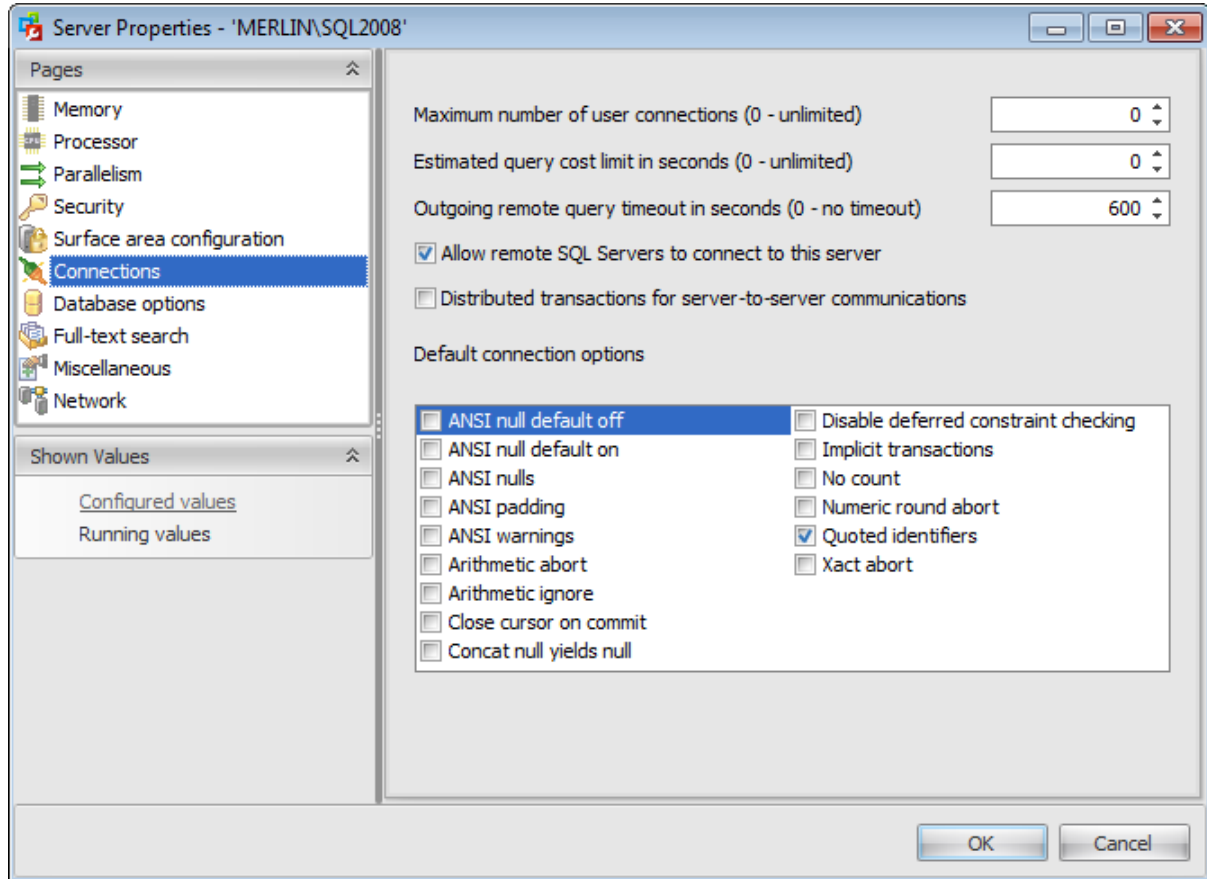 Server Properties - 'MERLIN\SQL2008'
Pages
Memory
Processor
Parallelism
Security
Surface area configuration
Connections
Database options
Full-text search
Miscellaneous
Network
Shown Values
Configured values
Running values
Maximum number of user connections (0 - unlimited) 0
Estimated query cost limit in seconds (0 - unlimited) 0
Outgoing remote query timeout in seconds (0 - no timeout) 600
Allow remote SQL Servers to connect to this server
Distributed transactions for server-to-server communications
Default connection options
ANSI null default off
ANSI null default on
ANSI nulls
ANSI padding
ANSI warnings
Arithmetic abort
Arithmetic ignore
Close cursor on commit
Concat null yields null
Disable deferred constraint checking
Implicit transactions
No count
Numeric round abort
Quoted identifiers
Xact abort
OK Cancel